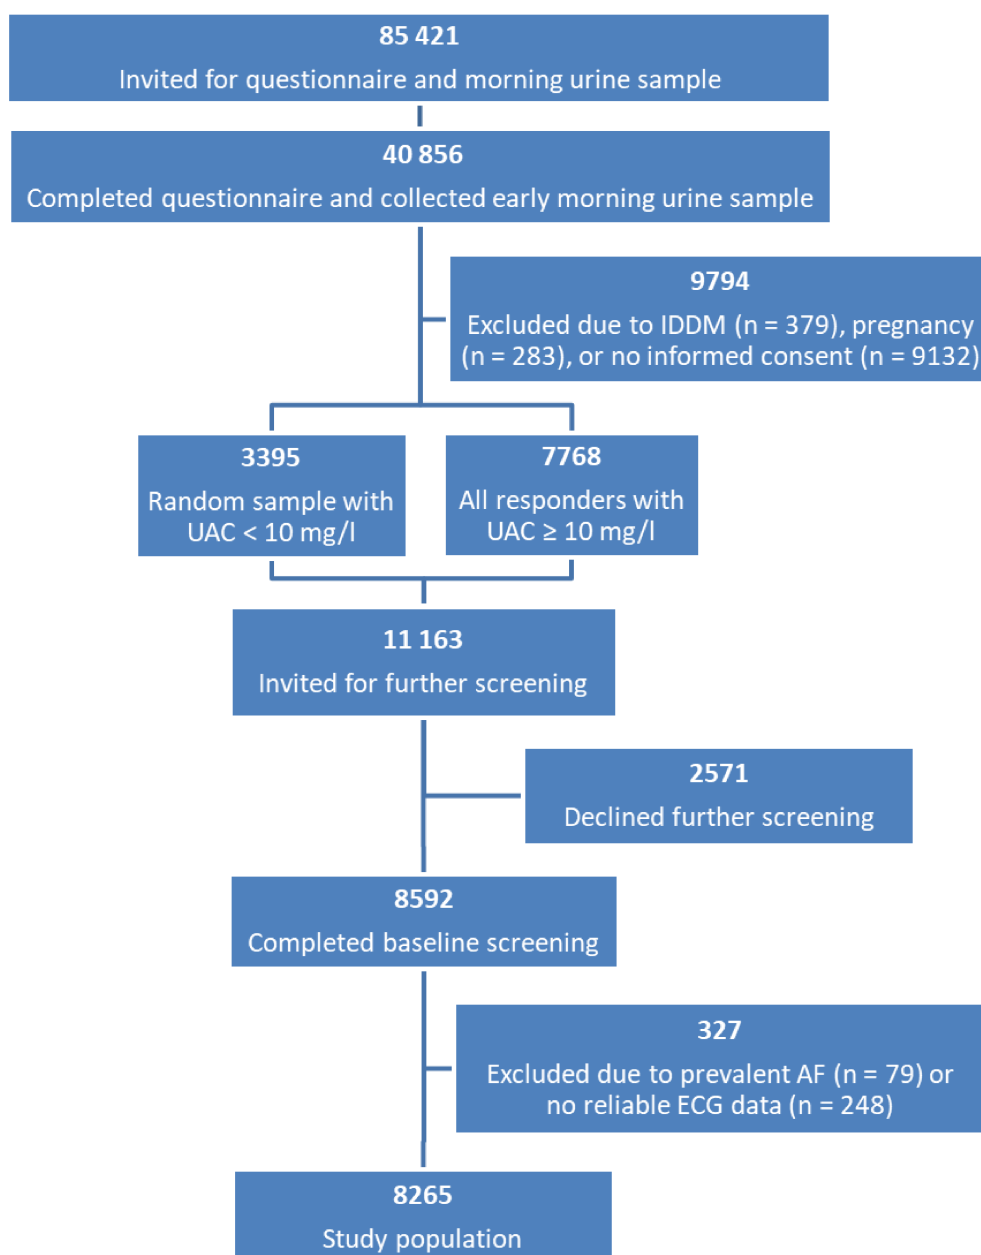 85 421
Invited for questionnaire and morning urine sample
40 856
Completed questionnaire and collected early morning urine sample
9794
Excluded due to IDDM (n = 379), pregnancy
(n = 283), or no informed consent (n = 9132)
3395
Random sample with
UAC < 10 mg/l
7768
All responders with
UAC ≥ 10 mg/l
11 163
Invited for further screening
2571
Declined further screening
8592
Completed baseline screening
327
Excluded due to prevalent AF (n = 79) or
no reliable ECG data (n = 248)
8265
Study population